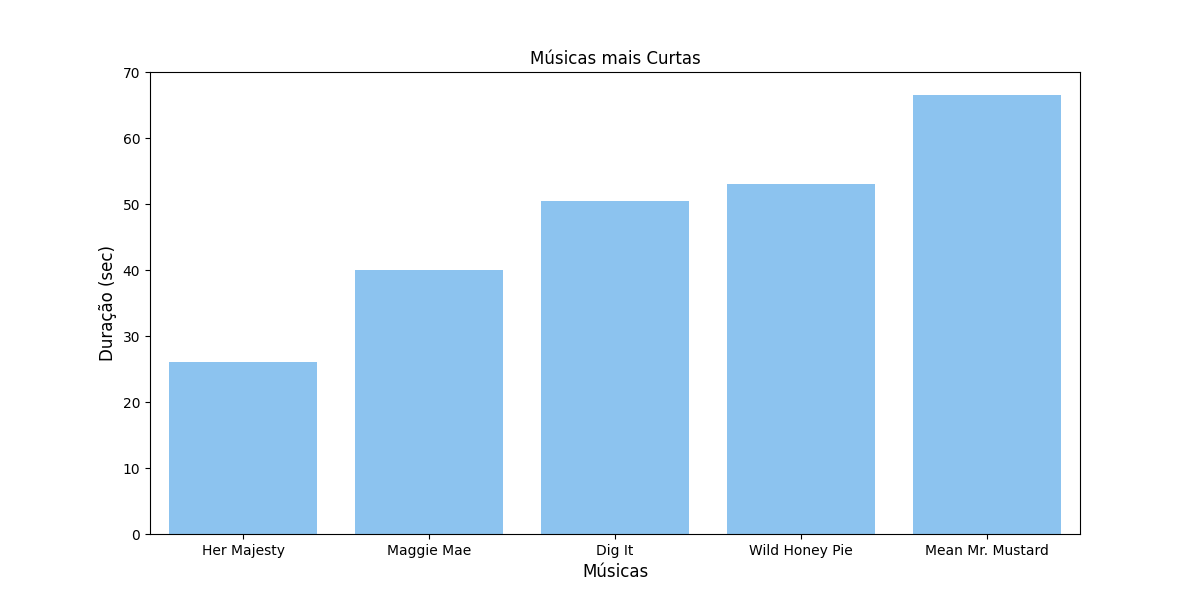 Músicas mais Curtas
70
60
50
40
30
20
10
0
Duração (sec)
Her Majesty
Maggie Mae
Dig It
Wild Honey Pie
Mean Mr. Mustard
Músicas